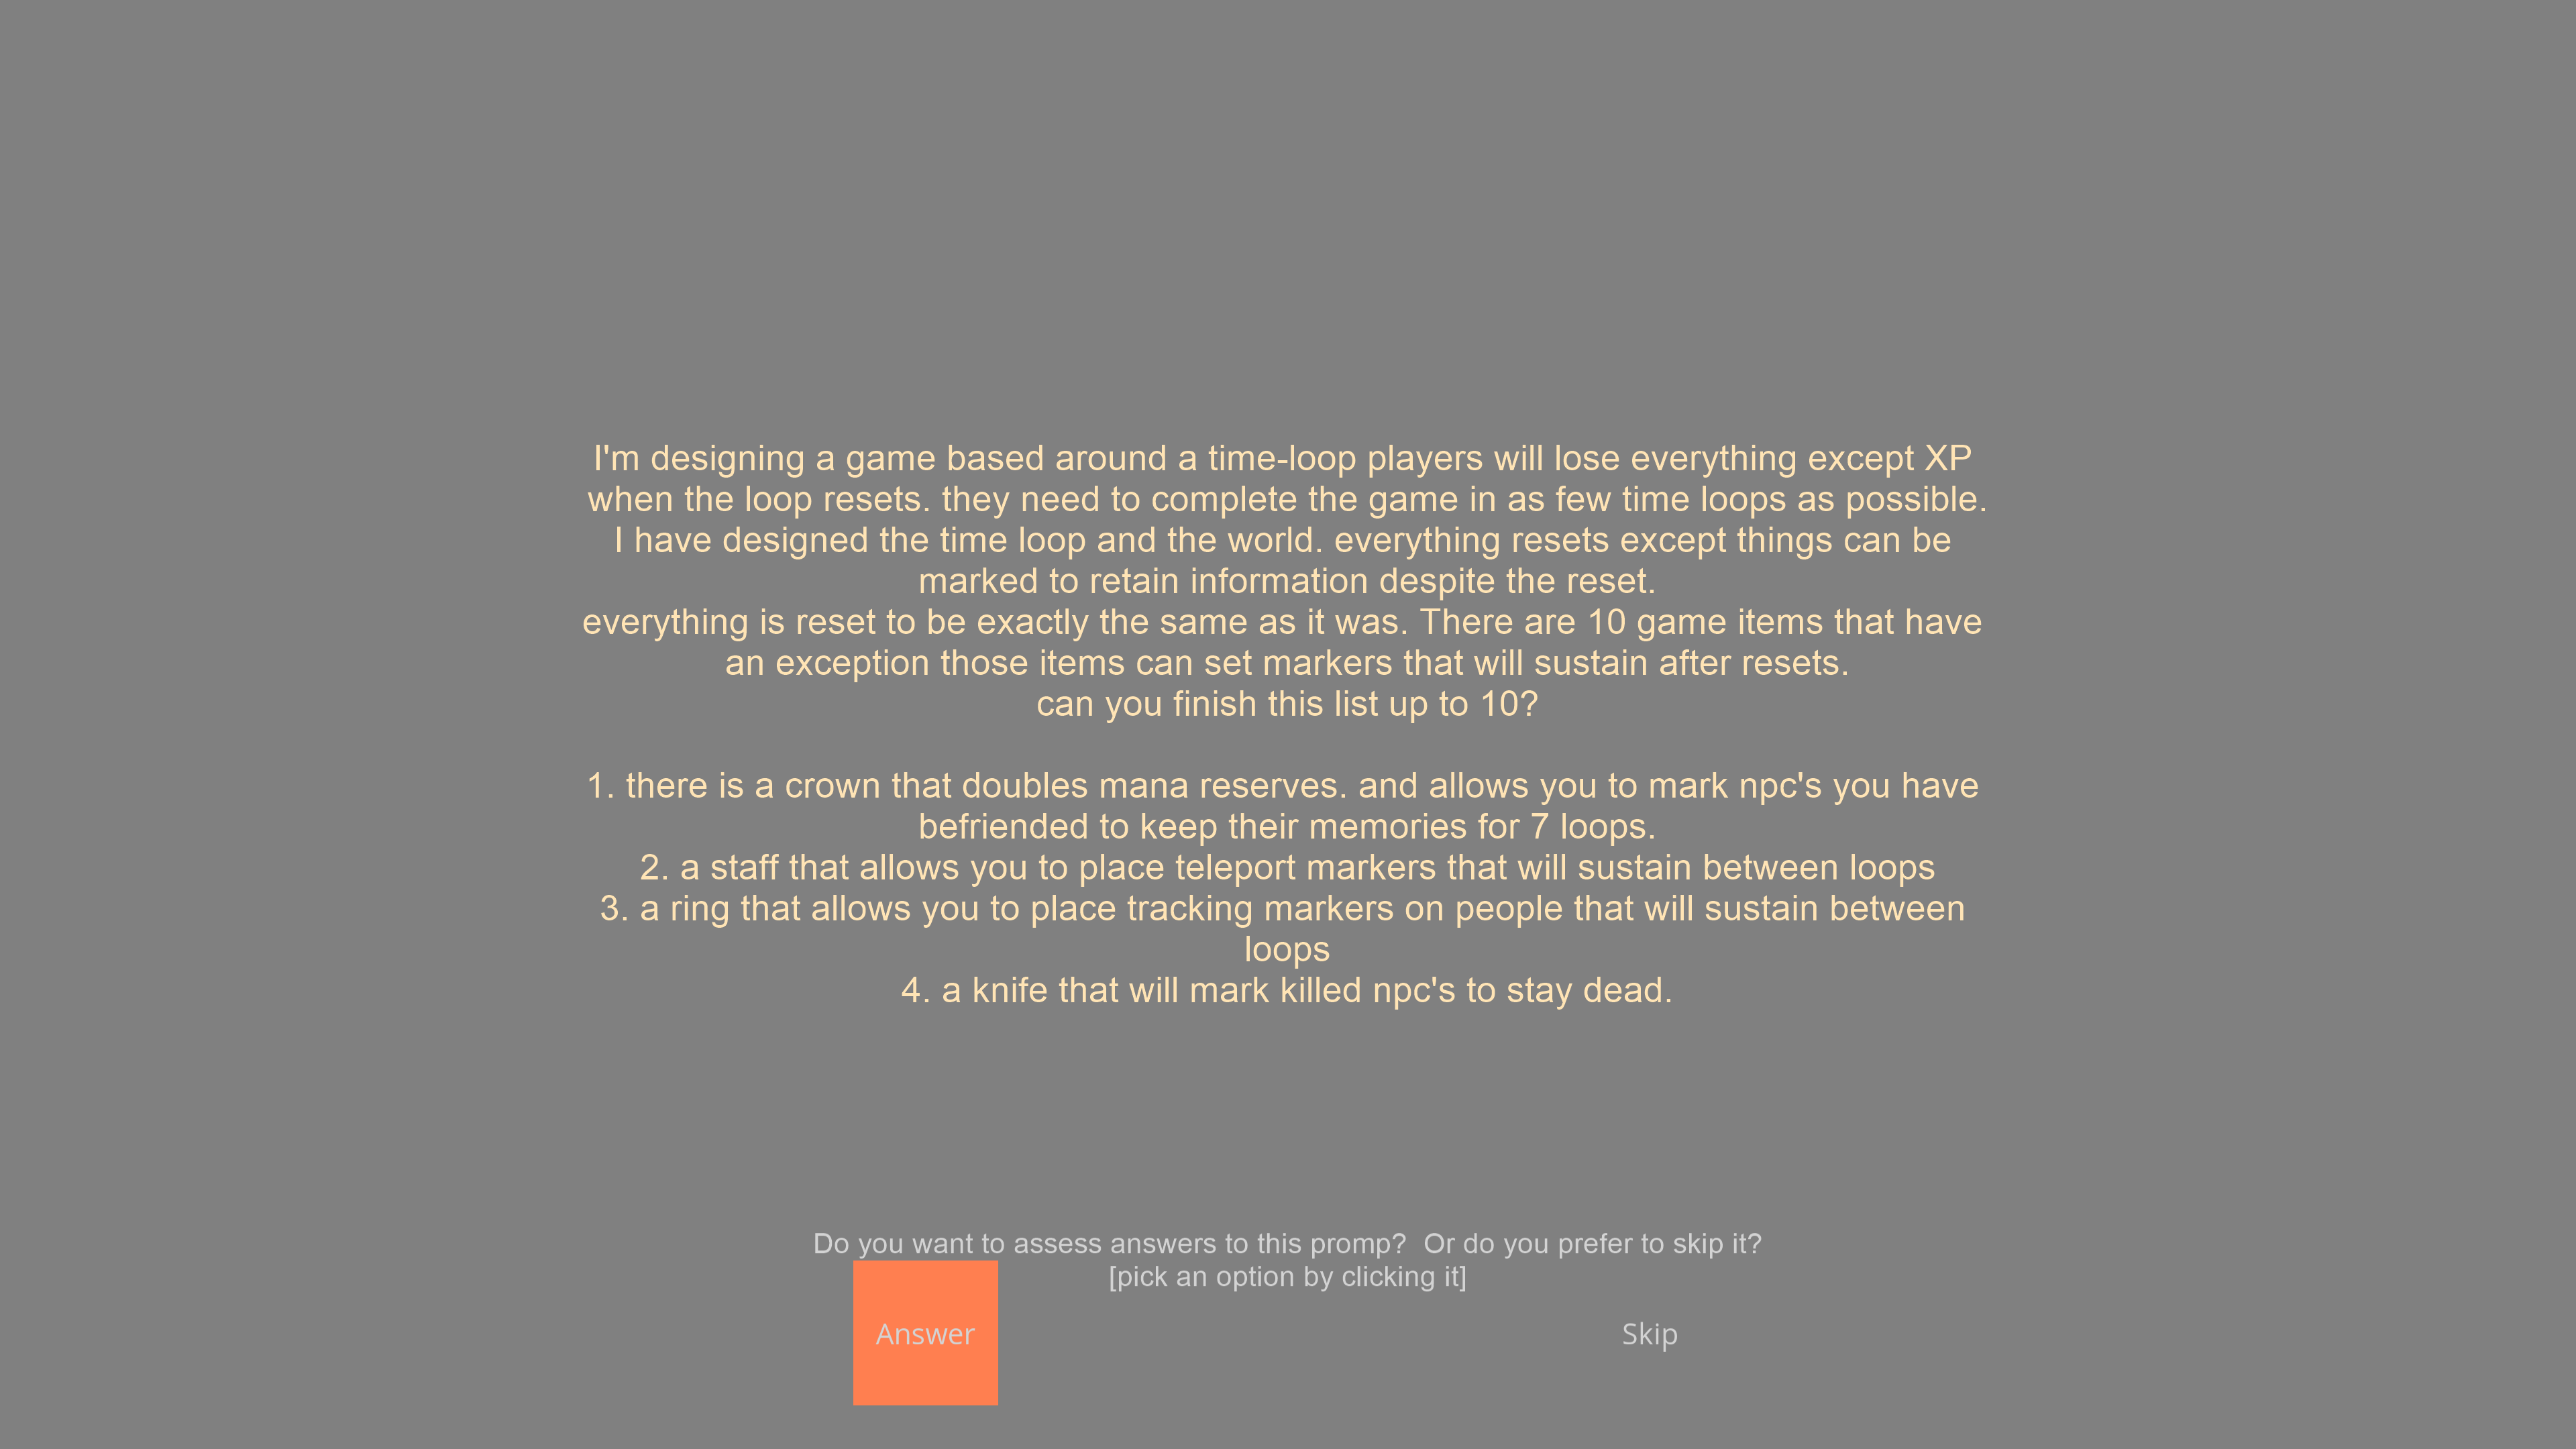 I'm designing a game based around a time-loop players will lose everything except XP
when the loop resets. they need to complete the game in as few time loops as possible.
I have designed the time loop and the world. everything resets except things can be
marked to retain information despite the reset.
everything is reset to be exactly the same as it was. There are 10 game items that have
an exception those items can set markers that will sustain after resets.
can you finish this list up to 10?
1. there is a crown that doubles mana reserves. and allows you to mark npc's you have
befriended to keep their memories for 7 loops.
2. a staff that allows you to place teleport markers that will sustain between loops
3. a ring that allows you to place tracking markers on people that will sustain between
loops
4. a knife that will mark killed npc's to stay dead.
Do you want to assess answers to this promp?  Or do you prefer to skip it?
[pick an option by clicking it]
Answer
Skip